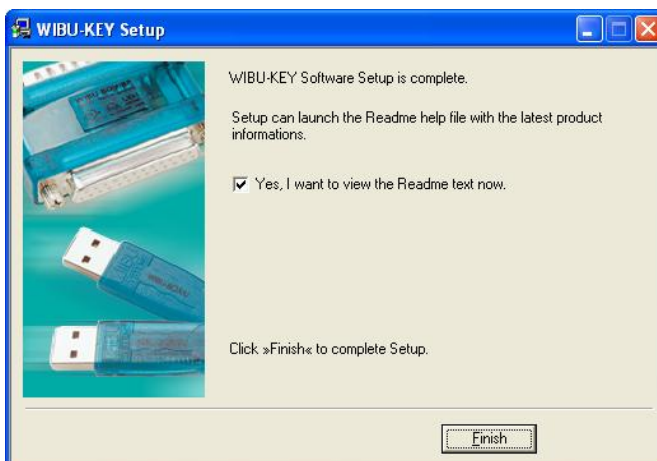 WIBU-KEY Setup
WIBU-KEY Software Setup is complete.
Setup can launch the Readme help file with the latest product
informations.
Yes, I want to view the Readme text now.
Click »Finish« to complete Setup.
Finish